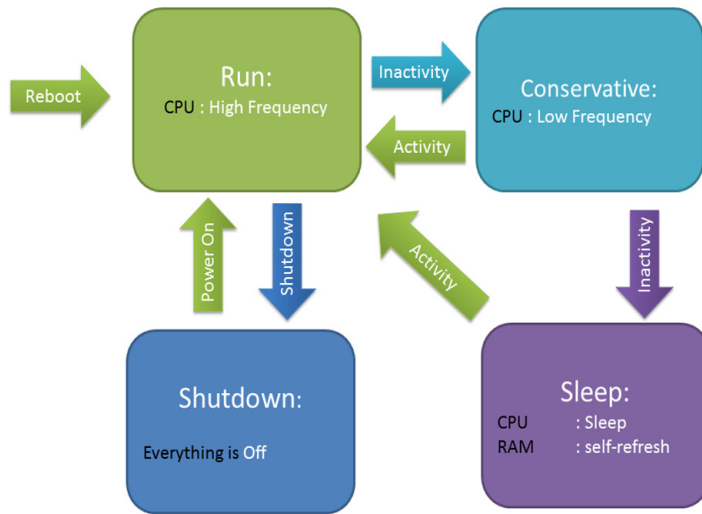 Reboot
Run:
CPU : High Frequency
Inactivity
Conservative:
CPU : Low Frequency
Activity
Power On
Shutdown
Activity
Inactivity
Shutdown:
Everything is Off
Sleep:
CPU : Sleep
RAM : self-refresh